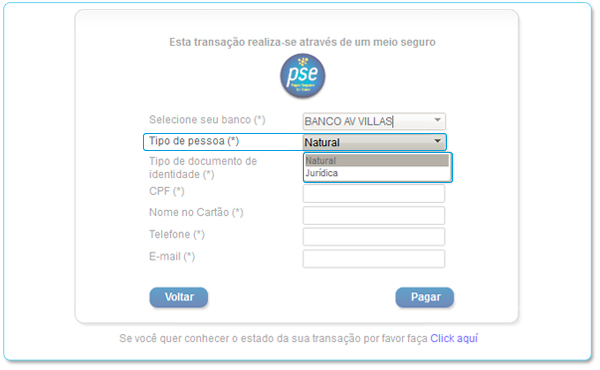 Esta transação realiza-se através de um meio seguro
pse
Selecione seu banco (*)
BANCO AV VILLAS
Tipo de pessoa (*)
Natural
Natural
Jurídica
Tipo de documento de
identidade (*)
CPF (*)
Nome no Cartão (*)
Telefone (*)
E-mail (*)
Voltar
Pagar
Se você quer conhecer o estado da sua transação por favor faça Click aquí